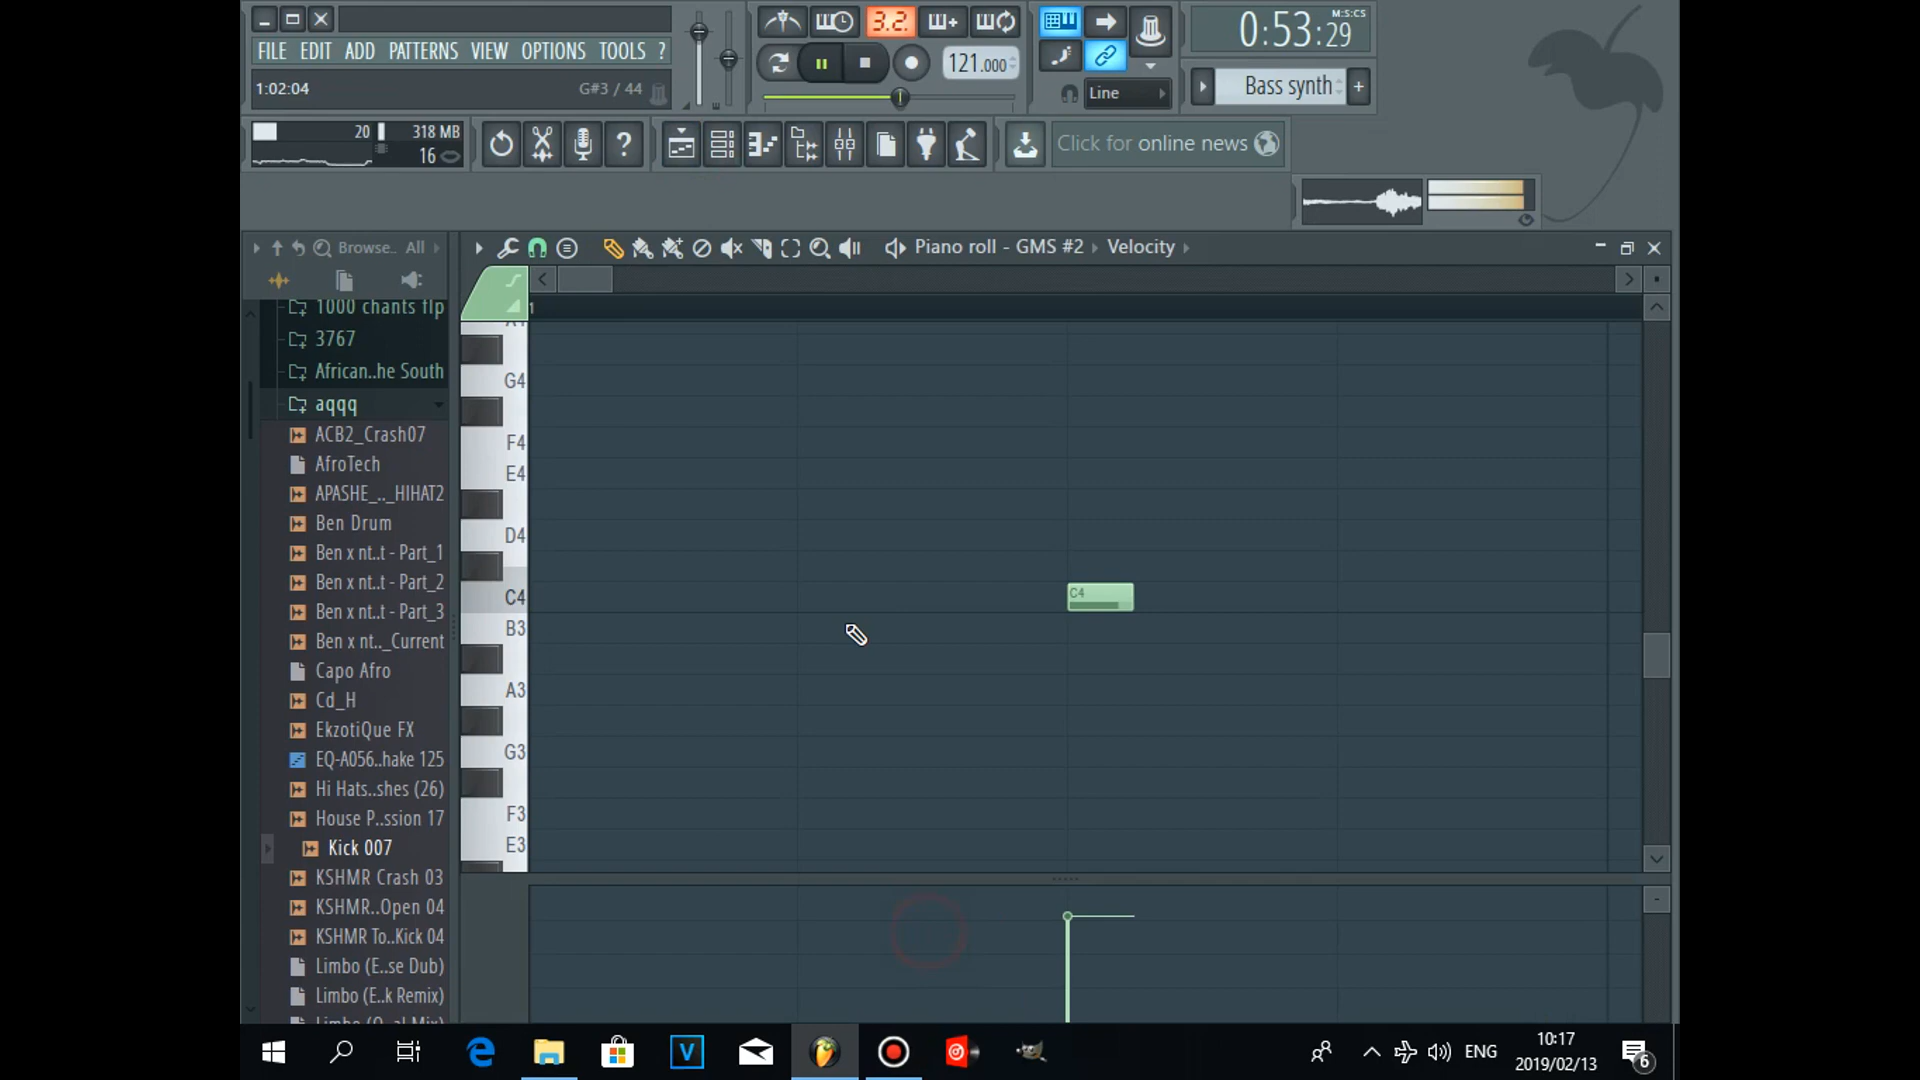 FILE EDIT ADD PATTERNS VIEW OPTIONS TOOLS ?
1:02:04 G#3 / 44
3.2.
121.000
Line
0:53:29 M:S:CS
Bass synth
20 318 MB
16
Click for online news
Browse.. All
Piano roll - GMS #2 Velocity
1
1000 chants flp
3767
African..he South
aqqq
ACB2_Crash07
AfroTech
APASHE_.._HIHAT2
Ben Drum
Ben x nt..t - Part_1
Ben x nt..t - Part_2
Ben x nt..t - Part_3
Ben x nt.._Current
Capo Afro
Cd_H
EkzotiQue FX
EQ-A056..hake 125
Hi Hats..shes (26)
House P..ssion 17
Kick 007
KSHMR Crash 03
KSHMR..Open 04
KSHMR To..Kick 04
Limbo (E..se Dub)
Limbo (E..k Remix)
G4
F4
E4
D4
C4
B3
A3
G3
F3
E3
C4
V
ENG
10:17
2019/02/13
6